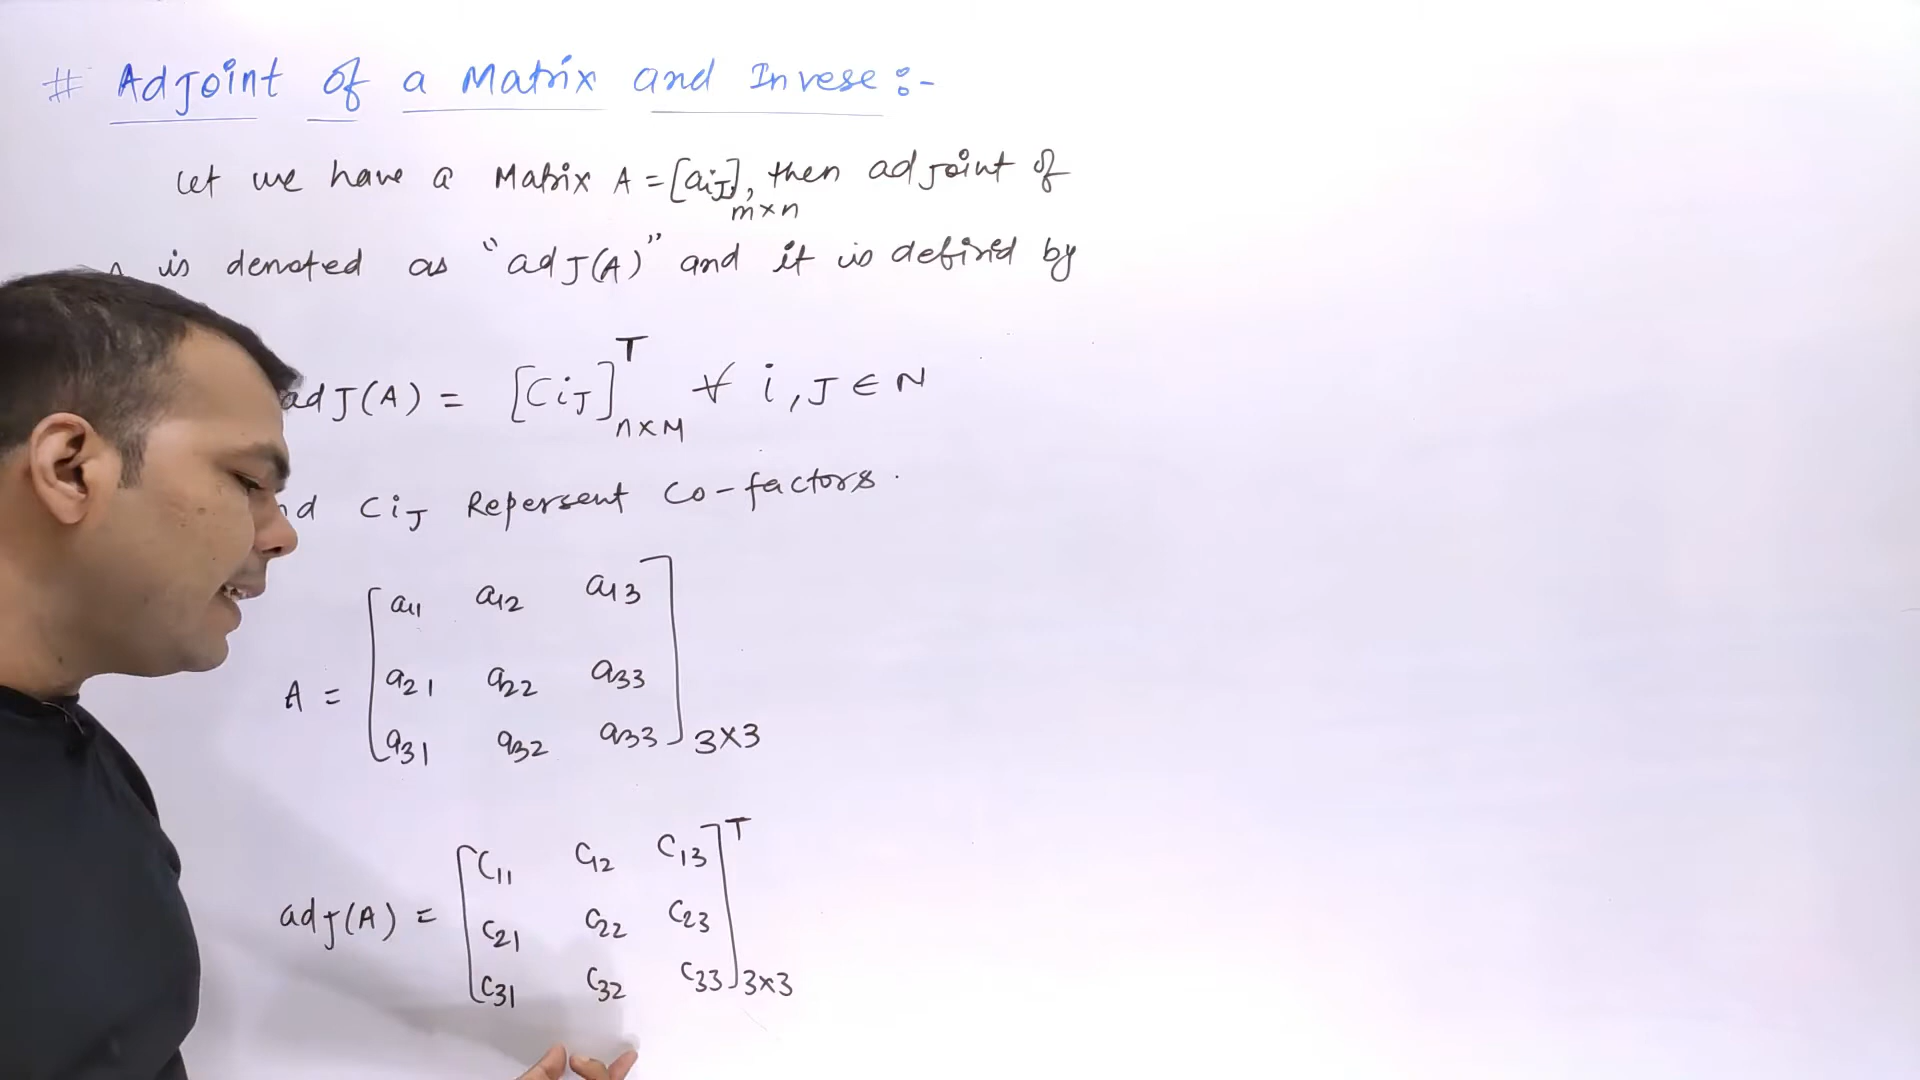 # Adjoint of a Matrix and Invese :-
Let we have a Matrix A = [aiJ]m×n, then adjoint of
is denoted as "adJ(A)" and it is defined by
adJ(A) = [CiJ]^T n×M ∀ i, J ∈ N
CiJ Repersent Co-factors.
a11 a12 a13
A = a21 a22 a33
a31 a32 a33 3×3
C11 C12 C13 T
adJ(A) = C21 C22 C23
C31 C32 C33 3×3